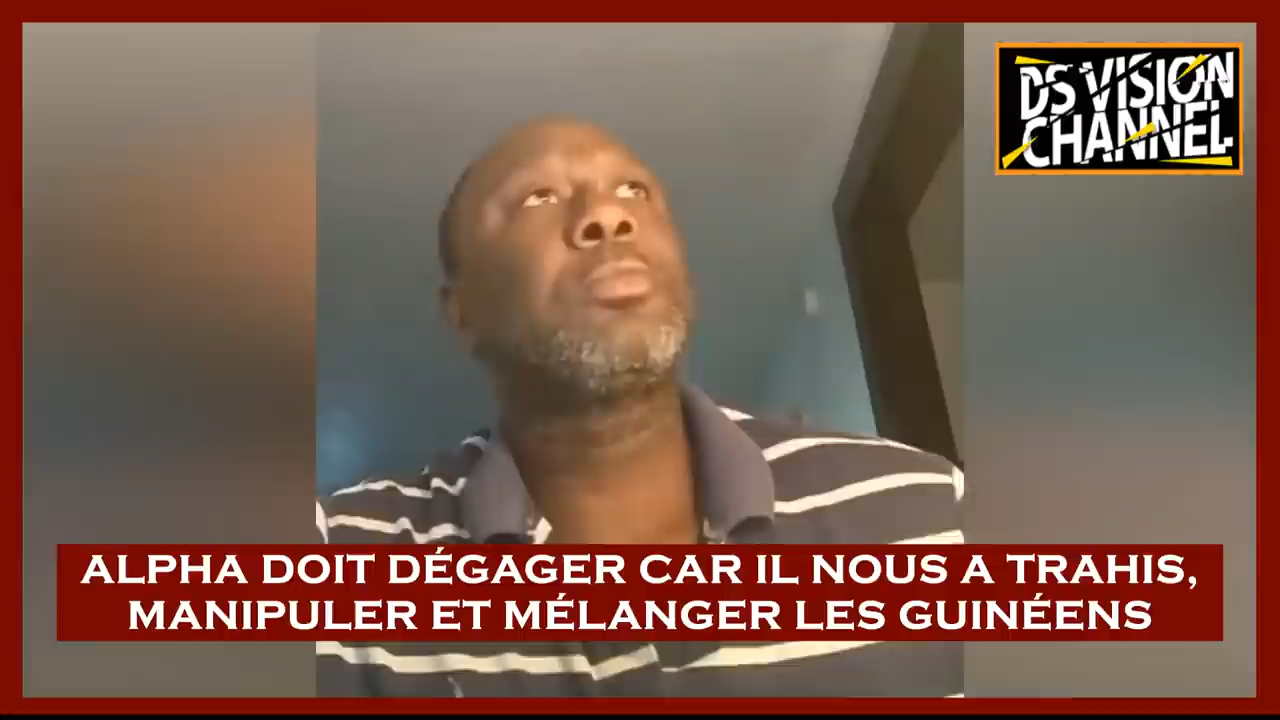 DS VISION
CHANNEL
ALPHA DOIT DÉGAGER CAR IL NOUS A TRAHIS,
MANIPULER ET MÉLANGER LES GUINÉENS